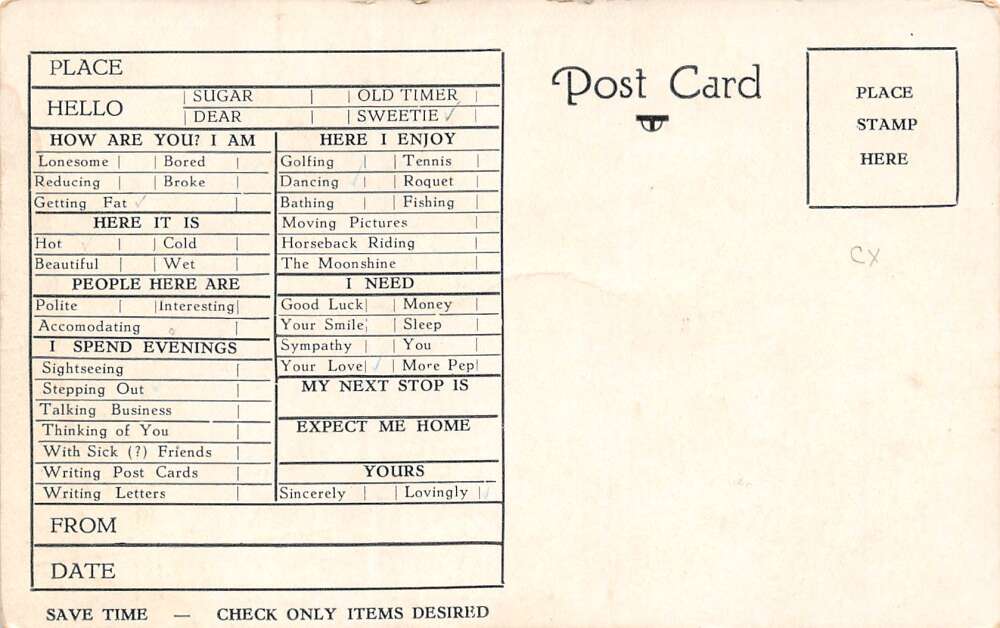 PLACE
HELLO
SUGAR
OLD TIMER
DEAR
SWEETIE ✓
HOW ARE YOU? I AM
Lonesome
Bored
Reducing
Broke
Getting Fat ✓
HERE IT IS
Hot ✓
Cold
Beautiful
Wet
PEOPLE HERE ARE
Polite
Interesting
Accomodating
I SPEND EVENINGS
Sightseeing
Stepping Out
Talking Business
Thinking of You
With Sick (?) Friends
Writing Post Cards
Writing Letters
HERE I ENJOY
Golfing
Tennis
Dancing ✓
Roquet
Bathing
Fishing
Moving Pictures
Horseback Riding
The Moonshine
I NEED
Good Luck
Money
Your Smile
Sleep
Sympathy
You
Your Love ✓
More Pep
MY NEXT STOP IS
EXPECT ME HOME
YOURS
Sincerely
Lovingly ✓
FROM
DATE
SAVE TIME — CHECK ONLY ITEMS DESIRED
Post Card
PLACE
STAMP
HERE
CX